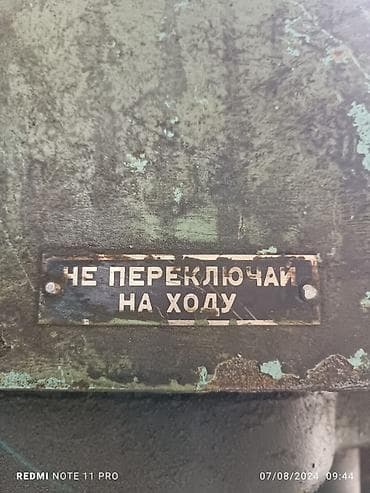 НЕ ПЕРЕКЛЮЧАЙ
НА ХОДУ
REDMI NOTE 11 PRO
07/08/2024 09:44